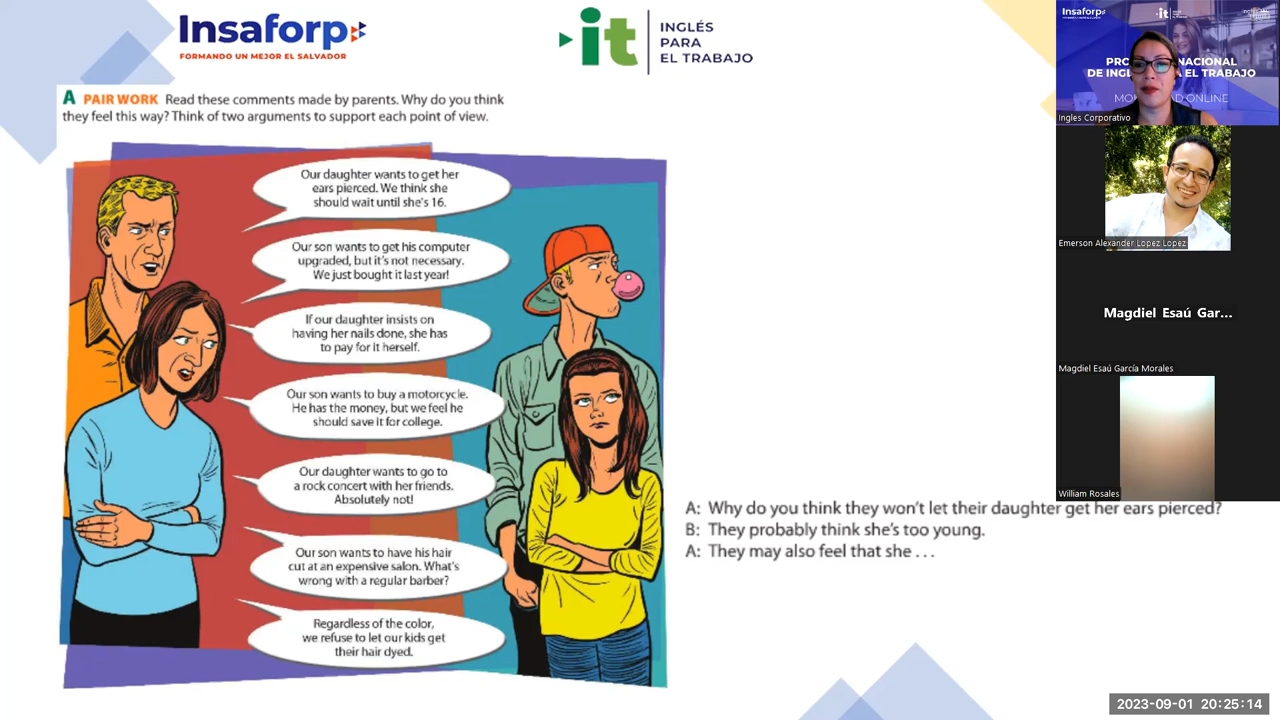 Insaforp
FORMANDO UN MEJOR EL SALVADOR
it
INGLÉS
PARA
EL TRABAJO
A PAIR WORK Read these comments made by parents. Why do you think
they feel this way? Think of two arguments to support each point of view.
Our daughter wants to get her
ears pierced. We think she
should wait until she's 16.
Our son wants to get his computer
upgraded, but it's not necessary.
We just bought it last year!
If our daughter insists on
having her nails done, she has
to pay for it herself.
Our son wants to buy a motorcycle.
He has the money, but we feel he
should save it for college.
Our daughter wants to go to
a rock concert with her friends.
Absolutely not!
Our son wants to have his hair
cut at an expensive salon. What's
wrong with a regular barber?
Regardless of the color,
we refuse to let our kids get
their hair dyed.
A: Why do you think they won't let their daughter get her ears pierced?
B: They probably think she's too young.
A: They may also feel that she . . .
Insaforp
it
NACIONAL
DE EL TRABAJO
ONLINE
Ingles Corporativo
Emerson Alexander Lopez Lopez
Magdiel Esaú Gar...
Magdiel Esaú García Morales
William Rosales
2023-09-01 20:25:14